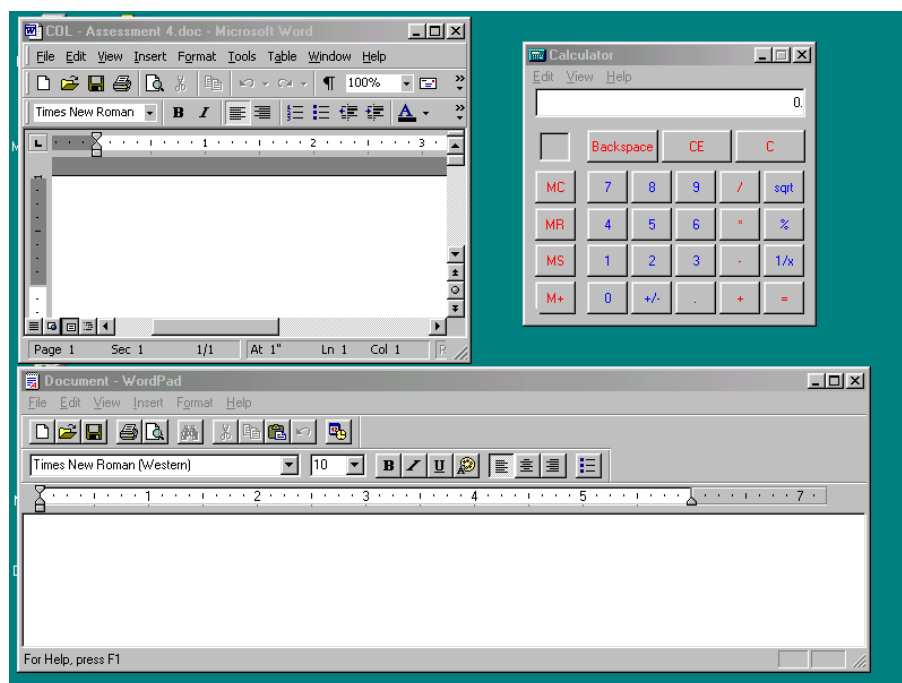 COL - Assessment 4.doc - Microsoft Word
File Edit View Insert Format Tools Table Window Help
100%
Times New Roman B I A
1 2 3
Page 1 Sec 1 1/1 At 1" Ln 1 Col 1 R
Calculator
Edit View Help
0.
Backspace CE C
MC 7 8 9 / sqrt
MR 4 5 6 * %
MS 1 2 3 - 1/x
M+ 0 +/- . + =
Document - WordPad
File Edit View Insert Format Help
Times New Roman (Western) 10 B I U
1 2 3 4 5 7
For Help, press F1